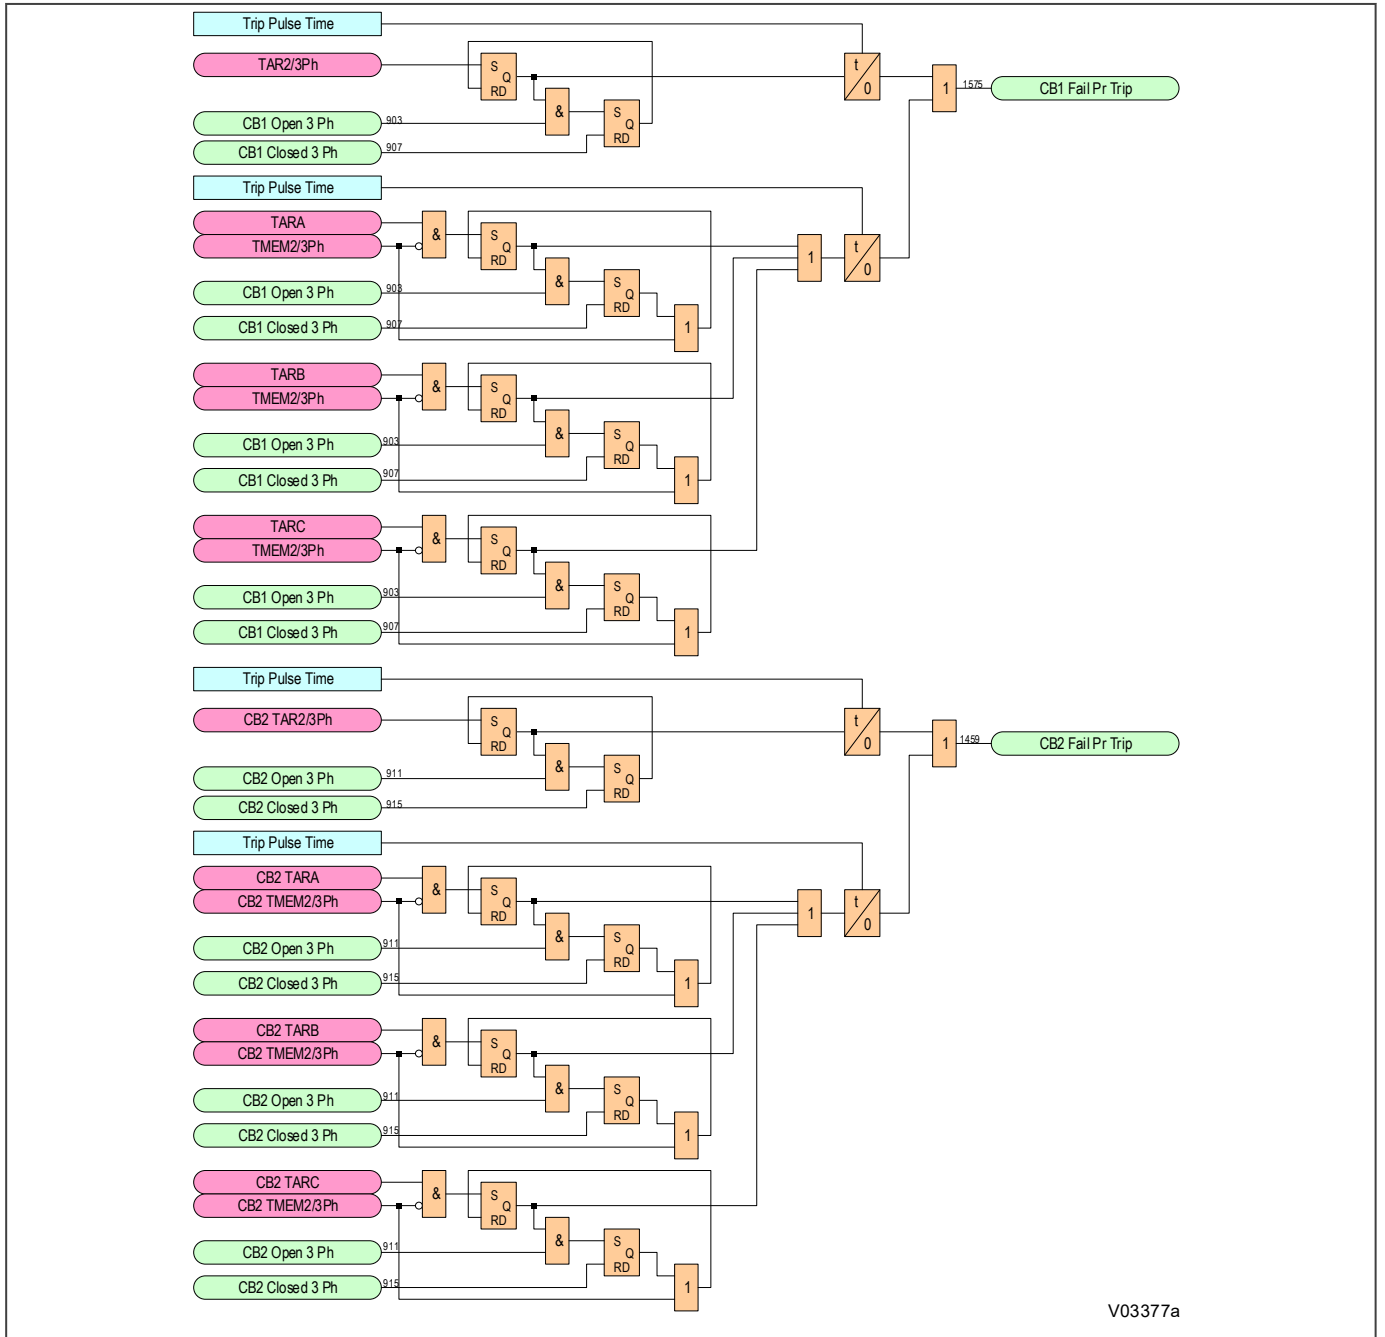 Trip Pulse Time
TAR2/3Ph
S
Q
RD
t
0
1
1575
CB1 Fail Pr Trip
&
S
Q
RD
CB1 Open 3 Ph
903
CB1 Closed 3 Ph
907
Trip Pulse Time
TARA
TMEM2/3Ph
&
S
Q
RD
1
t
0
CB1 Open 3 Ph
903
&
S
Q
RD
CB1 Closed 3 Ph
907
1
TARB
TMEM2/3Ph
&
S
Q
RD
CB1 Open 3 Ph
903
&
S
Q
RD
CB1 Closed 3 Ph
907
1
TARC
TMEM2/3Ph
&
S
Q
RD
CB1 Open 3 Ph
903
&
S
Q
RD
CB1 Closed 3 Ph
907
1
Trip Pulse Time
CB2 TAR2/3Ph
S
Q
RD
t
0
1
1459
CB2 Fail Pr Trip
CB2 Open 3 Ph
911
&
S
Q
RD
CB2 Closed 3 Ph
915
Trip Pulse Time
CB2 TARA
CB2 TMEM2/3Ph
&
S
Q
RD
1
t
0
CB2 Open 3 Ph
911
&
S
Q
RD
CB2 Closed 3 Ph
915
1
CB2 TARB
CB2 TMEM2/3Ph
&
S
Q
RD
CB2 Open 3 Ph
911
&
S
Q
RD
CB2 Closed 3 Ph
915
1
CB2 TARC
CB2 TMEM2/3Ph
&
S
Q
RD
CB2 Open 3 Ph
911
&
S
Q
RD
CB2 Closed 3 Ph
915
1
V03377a